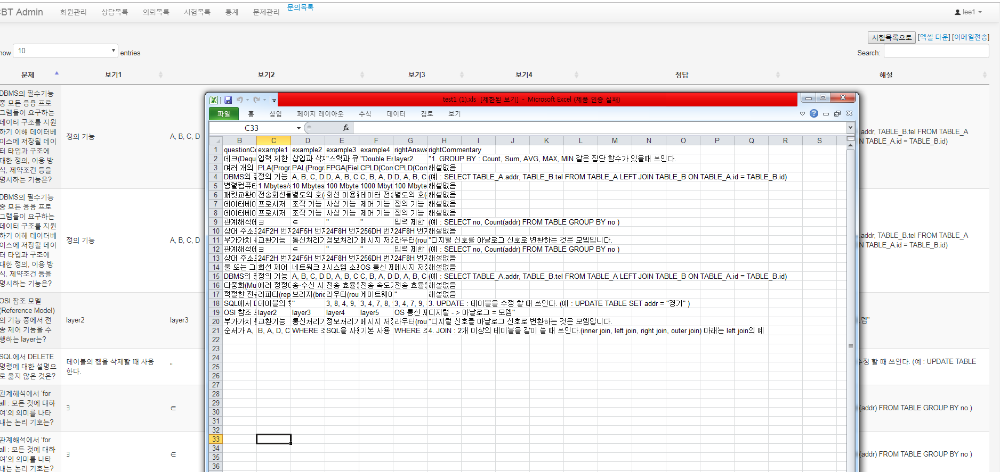 BT Admin 회원관리 상담목록 의뢰목록 시험목록 통계 문제관리 문의목록 lee1
시험목록으로 [엑셀 다운] [이메일전송]
now 10 entries Search:
문제 보기1 보기2 보기3 보기4 정답 해설
DBMS의 필수기능
중 모든 응용 프로
그램들이 요구하는
데이터 구조를 지원
하기 이해 데이터베
이스에 저장될 데이
터 타입과 구조에
대한 정의, 이용 방
식, 제약조건 등을
명시하는 기능은?
정의 기능
A, B, C, D
.addr, TABLE_B.tel FROM TABLE_A
N TABLE_A.id = TABLE_B.id)
DBMS의 필수기능
중 모든 응용 프로
그램들이 요구하는
데이터 구조를 지원
하기 이해 데이터베
이스에 저장될 데이
터 타입과 구조에
대한 정의, 이용 방
식, 제약조건 등을
명시하는 기능은?
정의 기능
A, B, C, D
.addr, TABLE_B.tel FROM TABLE_A
N TABLE_A.id = TABLE_B.id)
OSI 참조 모델
(Reference Model)
의 기능 중에서 전
송 제어 기능을 수
행하는 layer는?
layer2
layer3
뎀"
SQL에서 DELETE
명령에 대한 설명으
로 옳지 않은 것은?
테이블의 행을 삭제할 때 사용
한다.
"
수정 할 때 쓰인다. (예 : UPDATE TABLE
관계해석에서 ‘for
all : 모든 것에 대하
여’의 의미를 나타
내는 논리 기호는?
∃
∈
(addr) FROM TABLE GROUP BY no )
관계해석에서 ‘for
all : 모든 것에 대하
여’의 의미를 나타
내는 논리 기호는?
∃
∈
(addr) FROM TABLE GROUP BY no )
test1 (1).xls [제한된 보기] - Microsoft Excel (제품 인증 실패)
파일 홈 삽입 페이지 레이아웃 수식 데이터 검토 보기
C33 fx
B C D E F G H I J K L M N O P Q R S
1 questionCo example1 example2 example3 example4 rightAnswe rightCommentary
2 데크(Dequ 입력 제한 삽입과 삭제 "스택과 큐 "Double En layer2 "1. GROUP BY : Count, Sum, AVG, MAX, MIN 같은 집단 함수가 있을때 쓰인다.
3 여러 개의 PLA(Progr PAL(Progr FPGA(Fiel CPLD(Con CPLD(Con 해설없음
4 DBMS의 필 정의 기능 A, B, C, D D, A, B, C C, B, A, D D, A, B, C (예 : SELECT TABLE_A.addr, TABLE_B.tel FROM TABLE_A LEFT JOIN TABLE_B ON TABLE_A.id = TABLE_B.id)
5 병렬컴퓨터 1 Mbytes/s 10 Mbytes 100 Mbyte 1000 Mbyt 100 Mbyte 해설없음
6 패킷교환이 전송회선을 별도의 호( 회선 이용률 데이터 전송 별도의 호( 해설없음
7 데이터베이 프로시저 조작 기능 사상 기능 제어 기능 정의 기능 해설없음
8 데이터베이 프로시저 조작 기능 사상 기능 제어 기능 정의 기능 해설없음
9 관계해석에 ∃ ∈ " " 입력 제한 (예 : SELECT no, Count(addr) FROM TABLE GROUP BY no )
10 상대 주소모 24F2H 번지 24F5H 번지 24F8H 번지 256DH 번지 24F8H 번지 해설없음
11 부가가치 통 교환기능 통신처리기 정보처리기 메시지 저장 라우터(rou "디지털 신호를 아날로그 신호로 변환하는 것은 모뎀입니다.
12 관계해석에 ∃ ∈ " " 입력 제한 (예 : SELECT no, Count(addr) FROM TABLE GROUP BY no )
13 상대 주소모 24F2H 번지 24F5H 번지 24F8H 번지 256DH 번지 24F8H 번지 해설없음
14 둘 또는 그 회선 제어 네트워크 프 시스템 소프 OS 통신 제 메시지 저장 해설없음
15 DBMS의 필 정의 기능 A, B, C, D D, A, B, C C, B, A, D D, A, B, C (예 : SELECT TABLE_A.addr, TABLE_B.tel FROM TABLE_A LEFT JOIN TABLE_B ON TABLE_A.id = TABLE_B.id)
16 다중화(Mu 에러 정정이 송·수신 시 전송 효율을 전송 속도가 전송 효율을 해설없음
17 적절한 전송 리피터(rep 브리지(brid 라우터(rou 게이트웨이 " 해설없음
18 SQL에서 D 테이블의 행 " 3, 8, 4, 9, 3, 4, 7, 8, 3, 4, 7, 9, 3. UPDATE : 테이블을 수정 할 때 쓰인다. (예 : UPDATE TABLE SET addr = "경기" )
19 OSI 참조 모 layer2 layer3 layer4 layer5 OS 통신 제 디지털 -> 아날로그 = 모뎀"
20 부가가치 통 교환기능 통신처리기 정보처리기 메시지 저장 라우터(rou "디지털 신호를 아날로그 신호로 변환하는 것은 모뎀입니다.
21 순서가 A, B, A, D, C WHERE 조 SQL을 사용 기본 사용 WHERE 조 4. JOIN : 2개 이상의 테이블을 같이 쓸 때 쓰인다.(inner join, left join, right join, outer join) 아래는 left join의 예
22
23
24
25
26
27
28
29
30
31
32
33
34
35
36